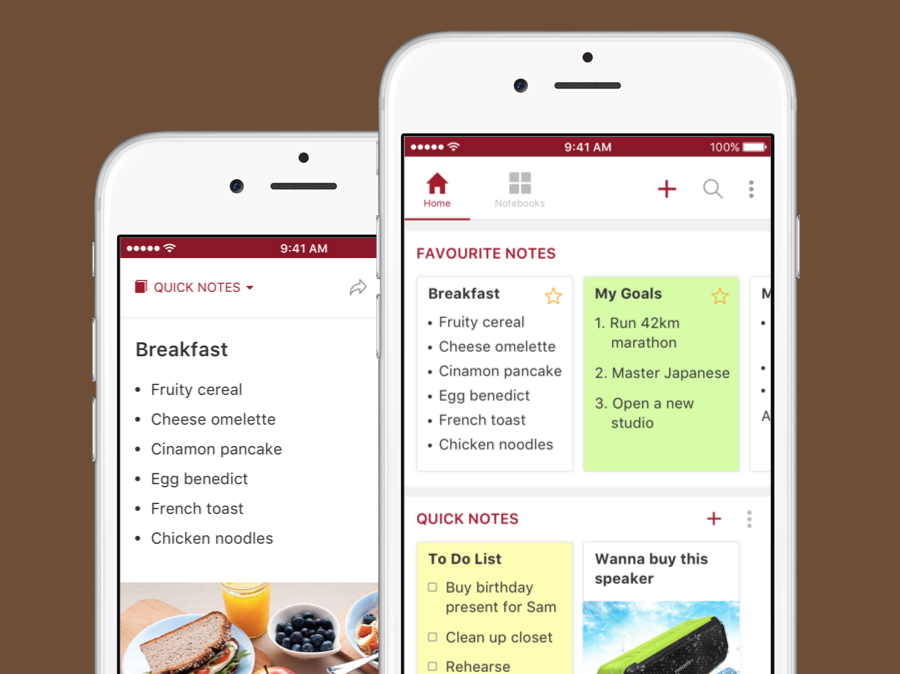 9:41 AM
QUICK NOTES
Breakfast
• Fruity cereal
• Cheese omelette
• Cinamon pancake
• Egg benedict
• French toast
• Chicken noodles
9:41 AM
100%
Home
Notebooks
FAVOURITE NOTES
Breakfast
• Fruity cereal
• Cheese omelette
• Cinamon pancake
• Egg benedict
• French toast
• Chicken noodles
My Goals
1. Run 42km
marathon
2. Master Japanese
3. Open a new
studio
M
A
QUICK NOTES
To Do List
Buy birthday
present for Sam
Clean up closet
Rehearse
Wanna buy this
speaker